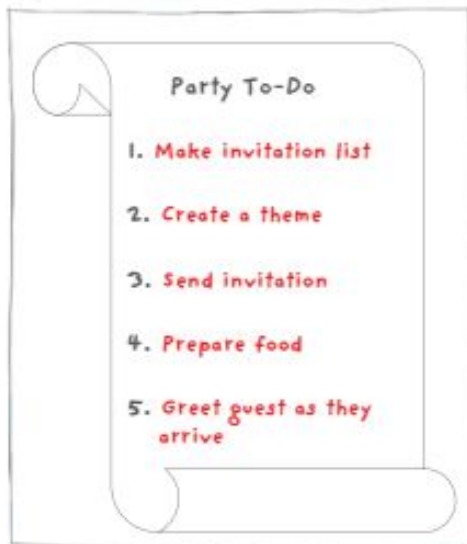 Party To-Do
1. Make invitation list
2. Create a theme
3. Send invitation
4. Prepare food
5. Greet guest as they
arrive